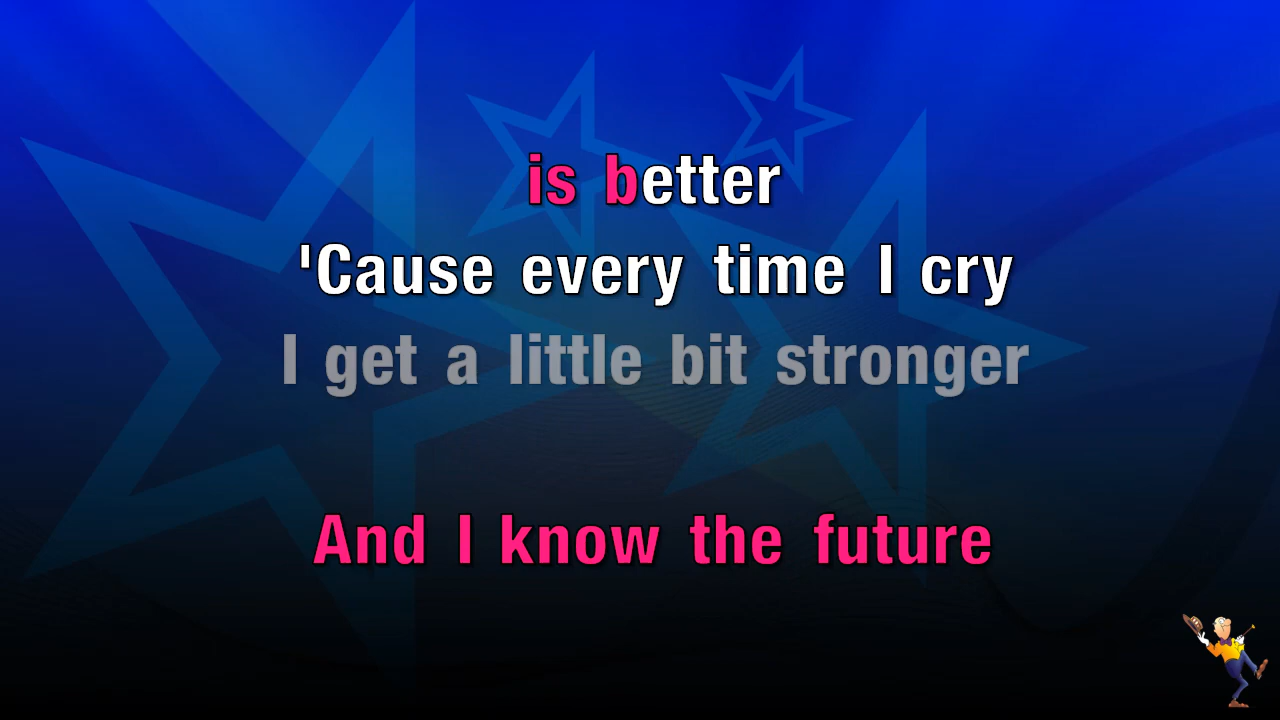 is better
'Cause every time I cry
I get a little bit stronger
And I know the future